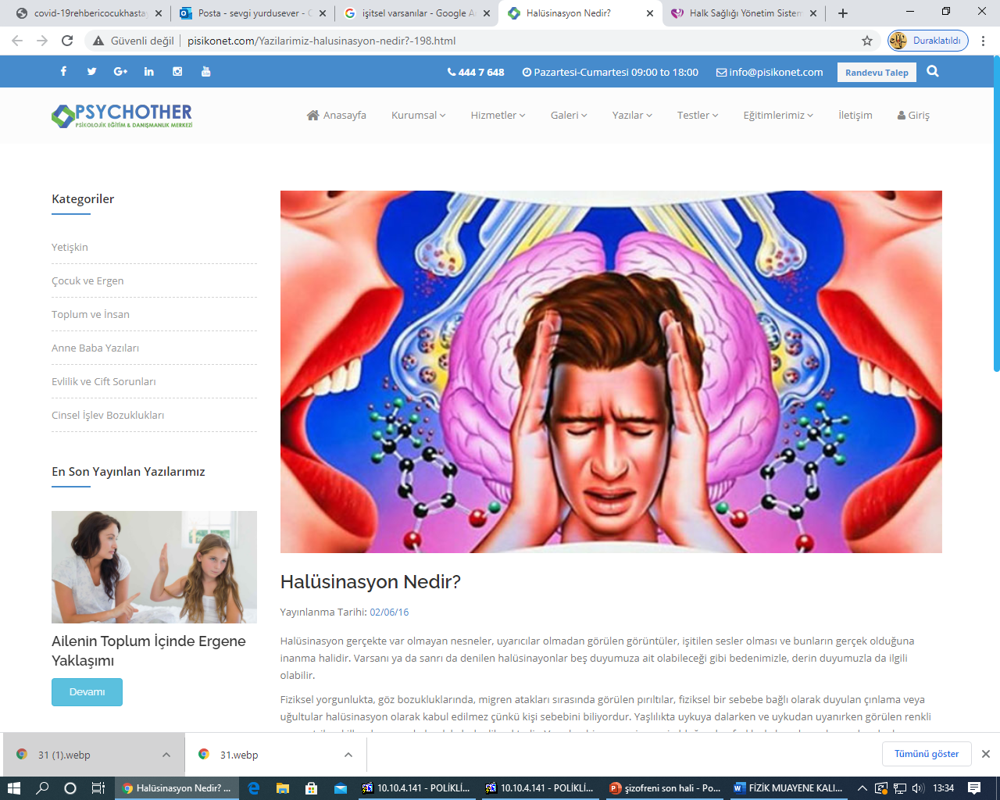 covid-19rehbericocukhasta
Posta - sevgi yurdusever -
işitsel varsanılar - Google
Halüsinasyon Nedir?
Halk Sağlığı Yönetim Sistem
Güvenli değil
pisikonet.com/Yazilarimiz-halusinasyon-nedir?-198.html
Duraklatıldı
444 7 648
Pazartesi-Cumartesi 09:00 to 18:00
info@pisikonet.com
Randevu Talep
PSYCHOTHER
PSİKOLOJİK EĞİTİM & DANIŞMANLIK MERKEZİ
Anasayfa Kurumsal Hizmetler Galeri Yazılar Testler Eğitimlerimiz İletişim Giriş
Kategoriler
Yetişkin
Çocuk ve Ergen
Toplum ve İnsan
Anne Baba Yazıları
Evlilik ve Cift Sorunları
Cinsel İşlev Bozuklukları
En Son Yayınlan Yazılarımız
Ailenin Toplum İçinde Ergene
Yaklaşımı
Devamı
Halüsinasyon Nedir?
Yayınlanma Tarihi: 02/06/16
Halüsinasyon gerçekte var olmayan nesneler, uyarıcılar olmadan görülen görüntüler, işitilen sesler olması ve bunların gerçek olduğuna
inanma halidir. Varsanı ya da sanrı da denilen halüsinayonlar beş duyumuza ait olabileceği gibi bedenimizle, derin duyumuzla da ilgili
olabilir.
Fiziksel yorgunlukta, göz bozukluklarında, migren atakları sırasında görülen pırıltılar, fiziksel bir sebebe bağlı olarak duyulan çınlama veya
uğultular halüsinasyon olarak kabul edilmez çünkü kişi sebebini biliyordur. Yaşlılıkta uykuya dalarken ve uykudan uyanırken görülen renkli
31 (1).webp
31.webp
Tümünü göster
Halüsinasyon Nedir? ...
10.10.4.141 - POLİKLİ...
10.10.4.141 - POLİKLİ...
şizofreni son hali - Po...
FİZİK MUAYENE KALI...
13:34